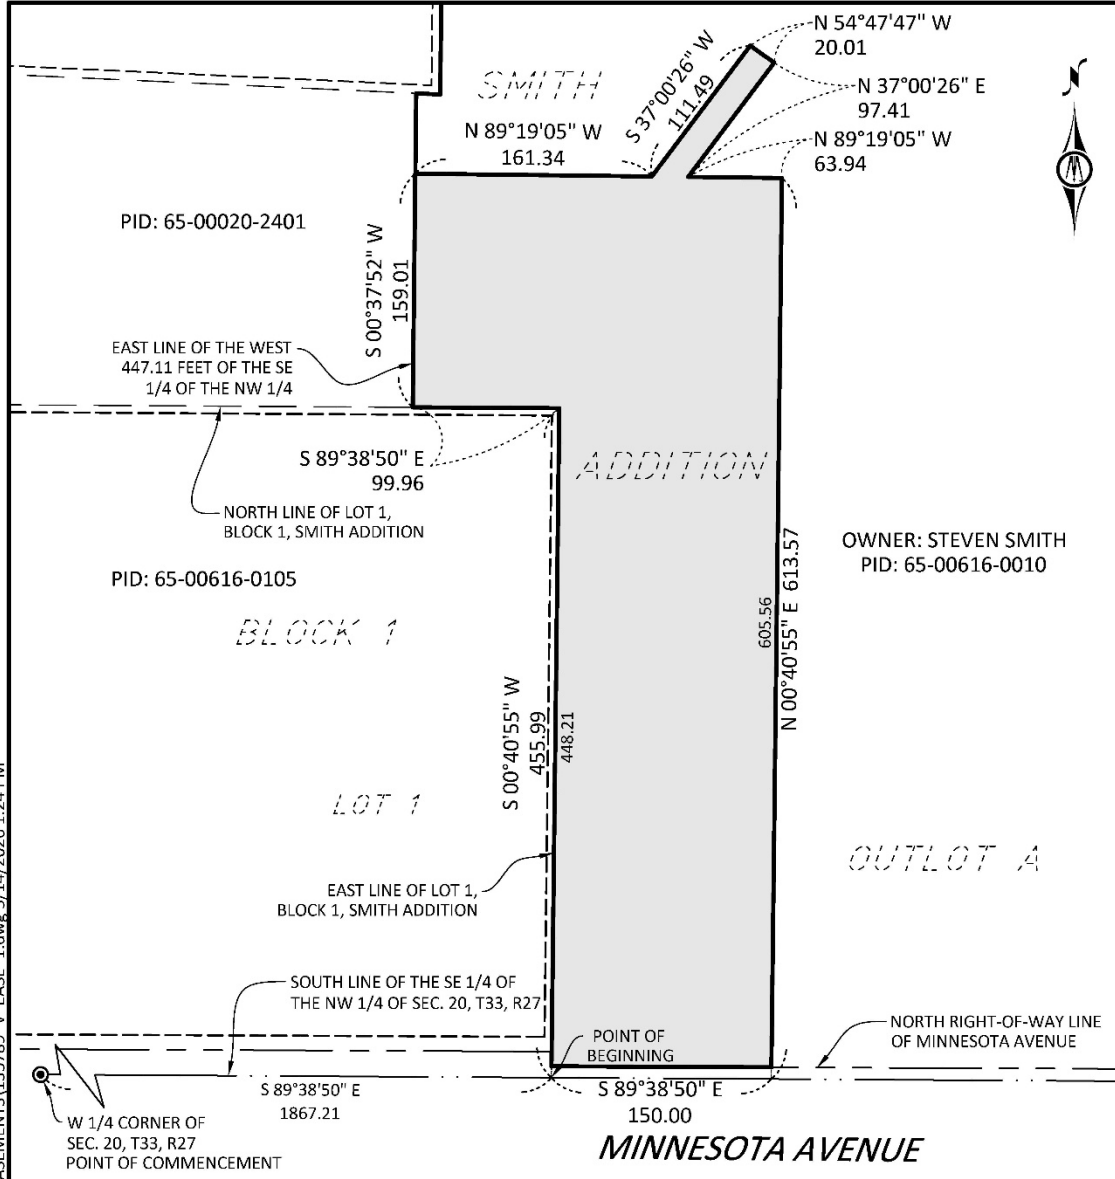 N 54°47'47" W
20.01
SMITH
S 37°00'26" W
111.49
N 37°00'26" E
97.41
N
N 89°19'05" W
161.34
N 89°19'05" W
63.94
PID: 65-00020-2401
S 00°37'52" W
159.01
EAST LINE OF THE WEST
447.11 FEET OF THE SE
1/4 OF THE NW 1/4
S 89°38'50" E
99.96
ADDITION
NORTH LINE OF LOT 1,
BLOCK 1, SMITH ADDITION
OWNER: STEVEN SMITH
PID: 65-00616-0010
PID: 65-00616-0105
N 00°40'55" E 613.57
605.56
BLOCK 1
S 00°40'55" W
455.99
448.21
LOT 1
OUTLOT A
EAST LINE OF LOT 1,
BLOCK 1, SMITH ADDITION
SOUTH LINE OF THE SE 1/4 OF
THE NW 1/4 OF SEC. 20, T33, R27
POINT OF
BEGINNING
NORTH RIGHT-OF-WAY LINE
OF MINNESOTA AVENUE
S 89°38'50" E
1867.21
S 89°38'50" E
150.00
W 1/4 CORNER OF
SEC. 20, T33, R27
POINT OF COMMENCEMENT
MINNESOTA AVENUE